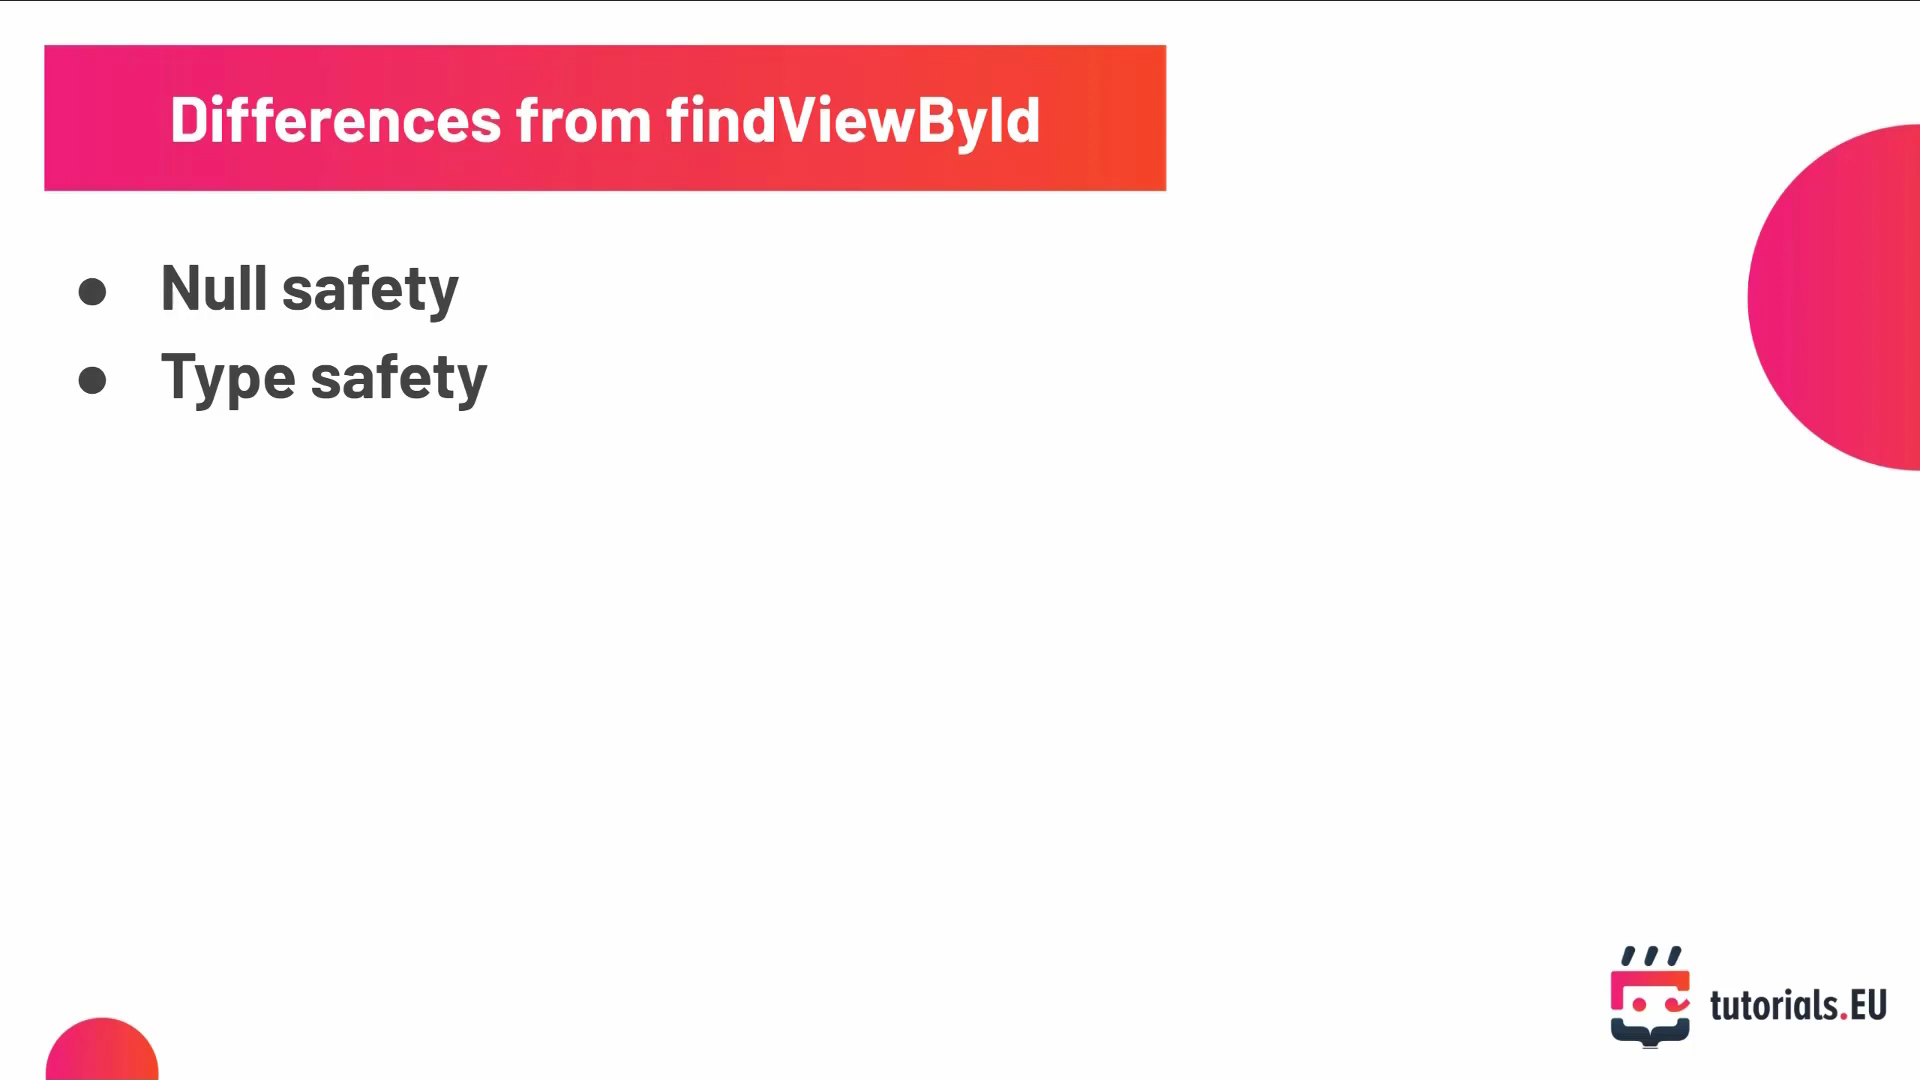 Differences from findViewById
● Null safety
● Type safety
tutorials.EU